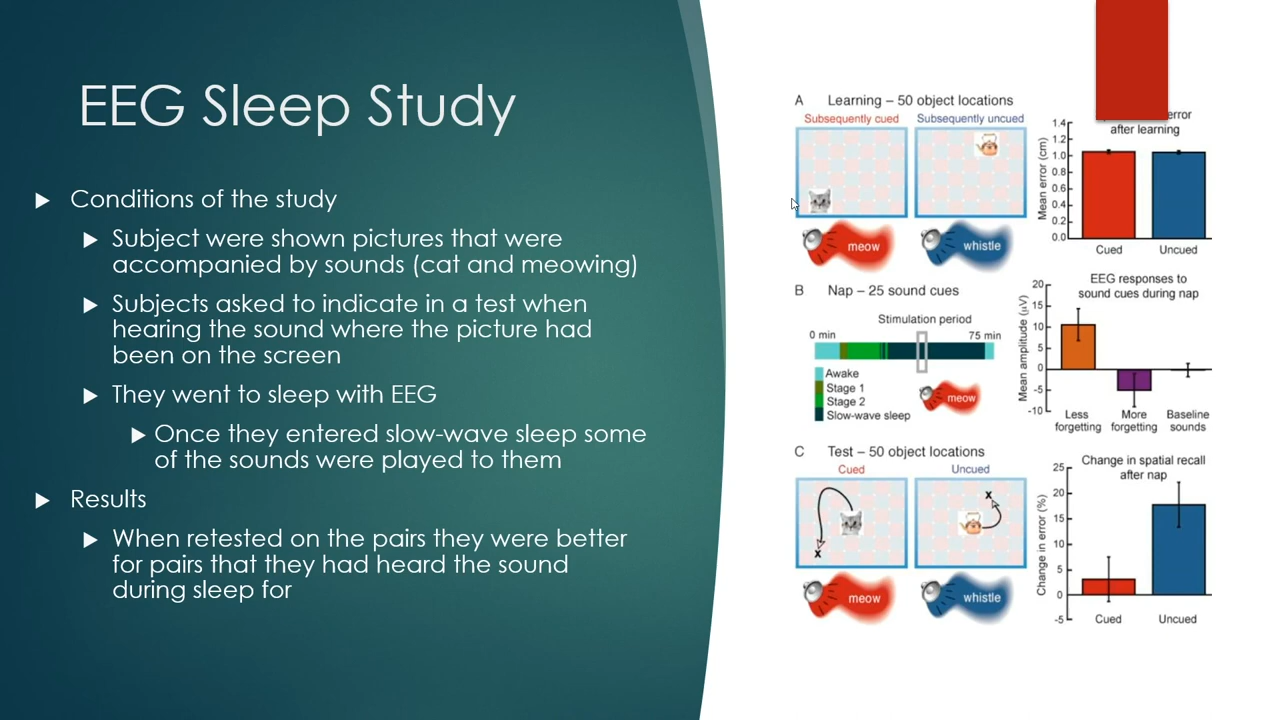 EEG Sleep Study
Conditions of the study
Subject were shown pictures that were
accompanied by sounds (cat and meowing)
Subjects asked to indicate in a test when
hearing the sound where the picture had
been on the screen
They went to sleep with EEG
Once they entered slow-wave sleep some
of the sounds were played to them
Results
When retested on the pairs they were better
for pairs that they had heard the sound
during sleep for
A Learning – 50 object locations
Subsequently cued Subsequently uncued
meow whistle
error
after learning
Mean error (cm)
1.4
1.2
1.0
0.8
0.6
0.4
0.2
0.0
Cued Uncued
B Nap – 25 sound cues
Stimulation period
0 min 75 min
Awake
Stage 1
Stage 2
Slow-wave sleep
meow
EEG responses to
sound cues during nap
Mean amplitude (μV)
20
15
10
5
0
-5
-10
Less
forgetting
More
forgetting
Baseline
sounds
C Test – 50 object locations
Cued Uncued
x
x
meow whistle
Change in spatial recall
after nap
Change in error (%)
25
20
15
10
5
0
-5
Cued Uncued